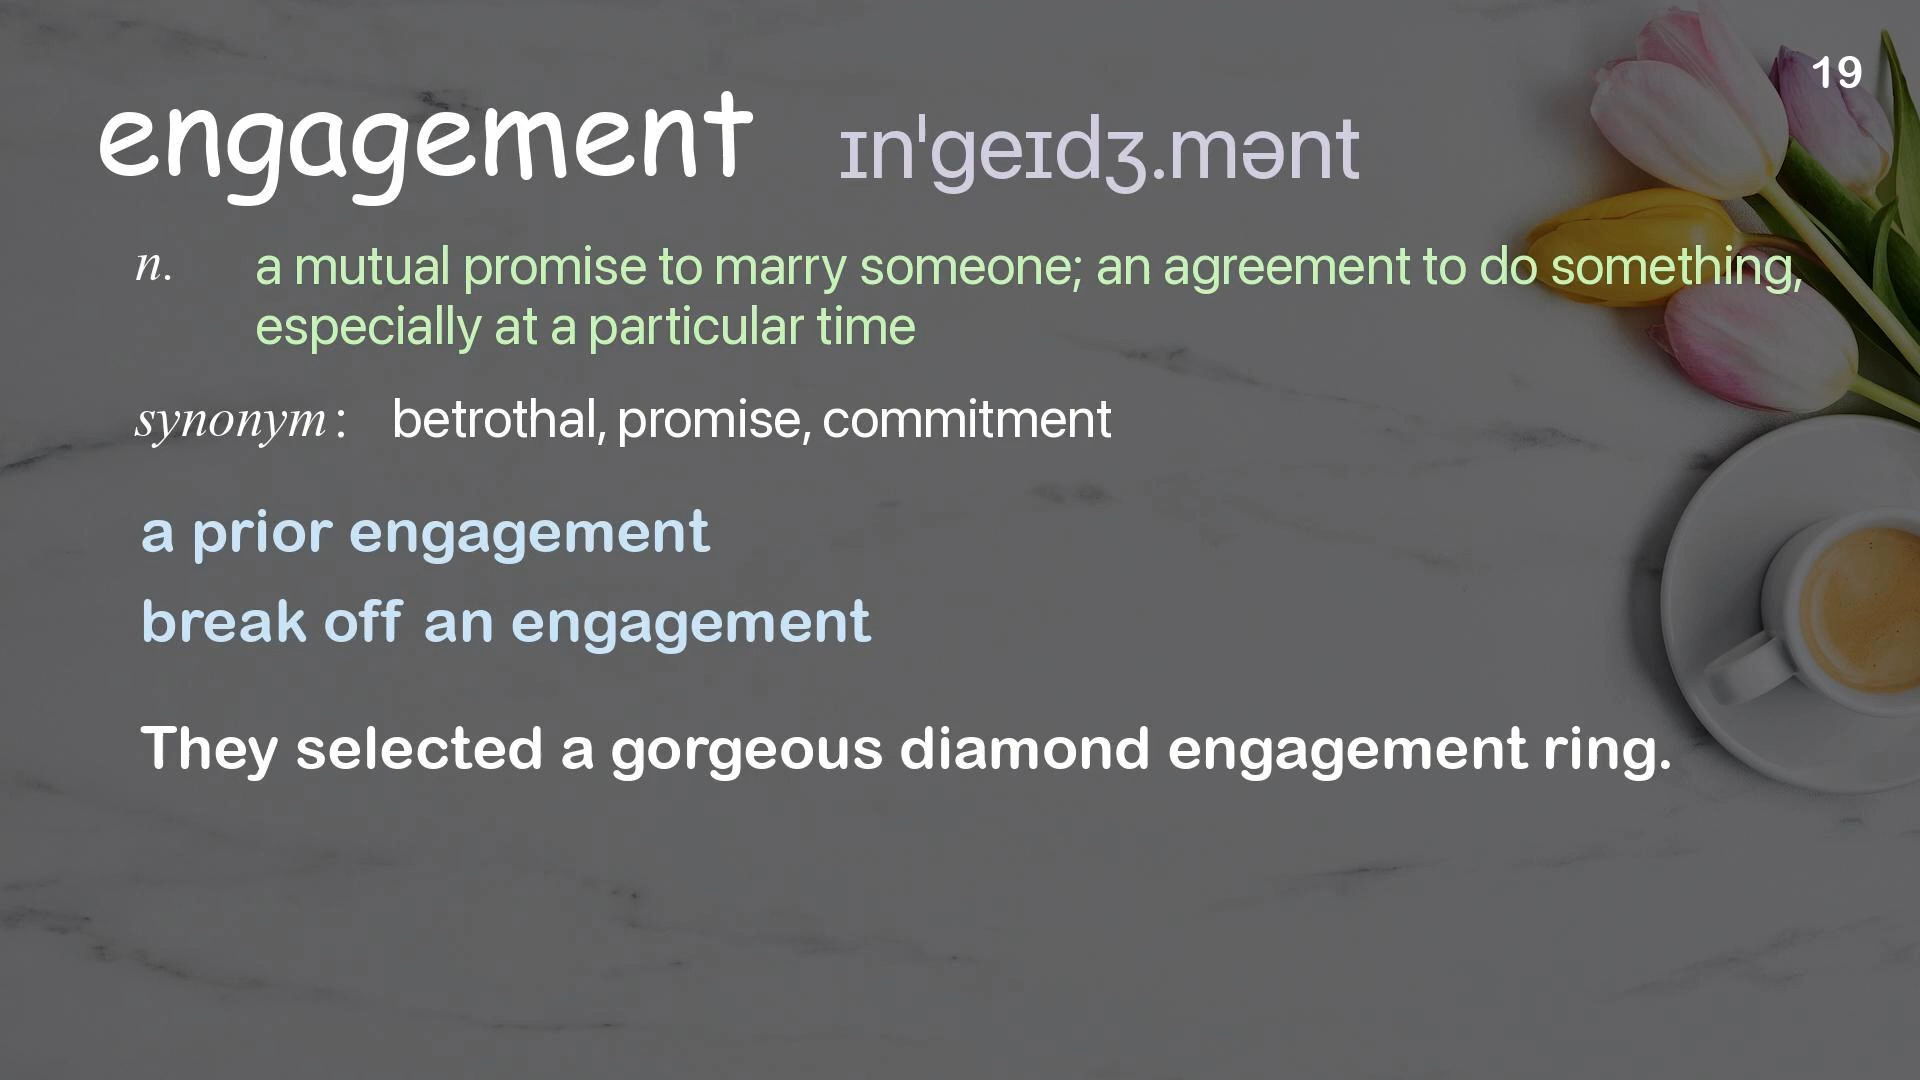 19
engagement ɪnˈgeɪdʒ.mənt
n. a mutual promise to marry someone; an agreement to do something,
especially at a particular time
synonym: betrothal, promise, commitment
a prior engagement
break off an engagement
They selected a gorgeous diamond engagement ring.